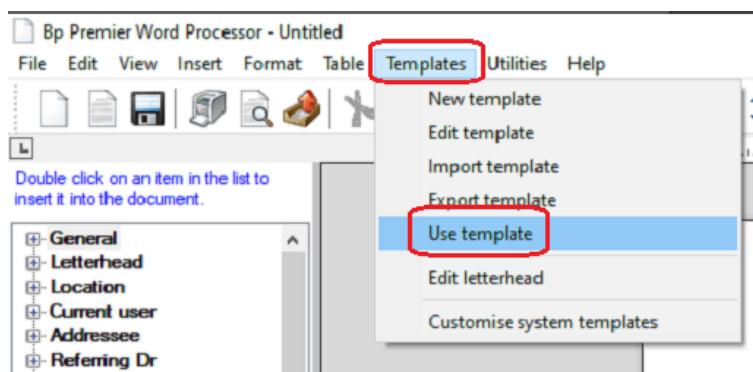 Bp Premier Word Processor - Untitled
File Edit View Insert Format Table Templates Utilities Help
New template
Edit template
Import template
Export template
Use template
Edit letterhead
Customise system templates
L
Double click on an item in the list to
insert it into the document.
General
Letterhead
Location
Current user
Addressee
Referring Dr